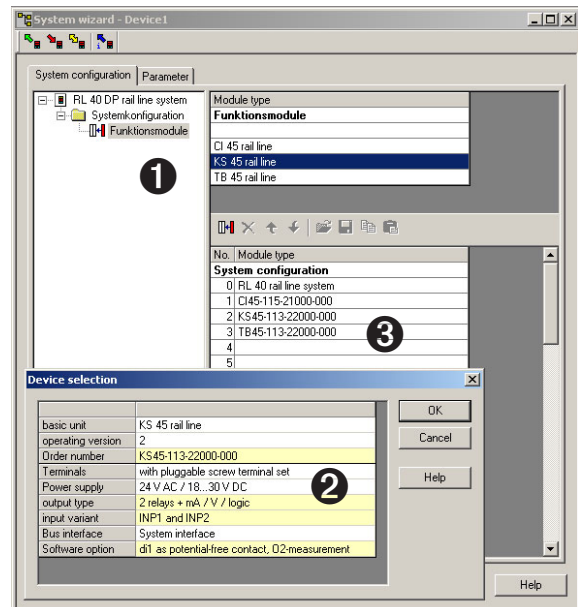 System wizard - Device1
System configuration Parameter
RL 40 DP rail line system
Systemkonfiguration
Funktionsmodule
1
Module type
Funktionsmodule
CI 45 rail line
KS 45 rail line
TB 45 rail line
No. Module type
System configuration
0 RL 40 rail line system
1 CI45-115-21000-000
2 KS45-113-22000-000
3 TB45-113-22000-000
4
5
3
Device selection
basic unit KS 45 rail line
operating version 2
Order number KS45-113-22000-000
Terminals with pluggable screw terminal set
Power supply 24 V AC / 18...30 V DC
output type 2 relays + mA / V / logic
input variant INP1 and INP2
Bus interface System interface
Software option di1 as potential-free contact, O2-measurement
2
OK
Cancel
Help
Help